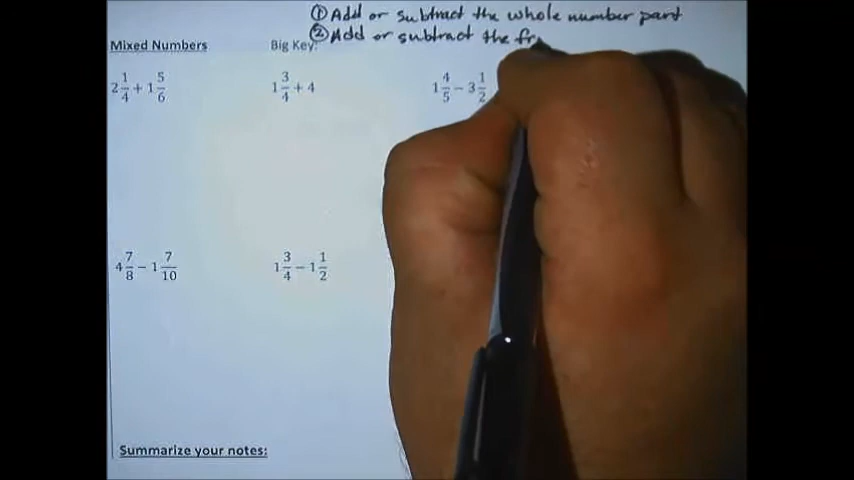 ① Add or subtract the whole number part
② Add or subtract the fr
Mixed Numbers Big Key:
2 1/4 + 1 5/6 1 3/4 + 4 1 4/5 − 3 1/2
4 7/8 − 1 7/10 1 3/4 − 1 1/2
Summarize your notes: